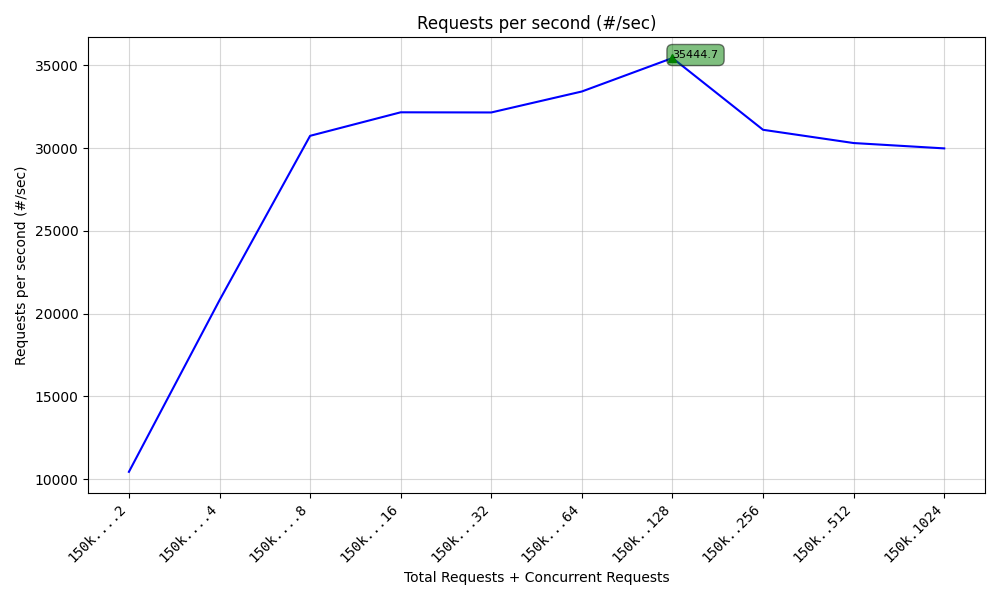 Requests per second (#/sec)
35444.7
35000
30000
25000
20000
15000
10000
Requests per second (#/sec)
150k....2
150k....4
150k....8
150k...16
150k...32
150k...64
150k..128
150k..256
150k..512
150k.1024
Total Requests + Concurrent Requests